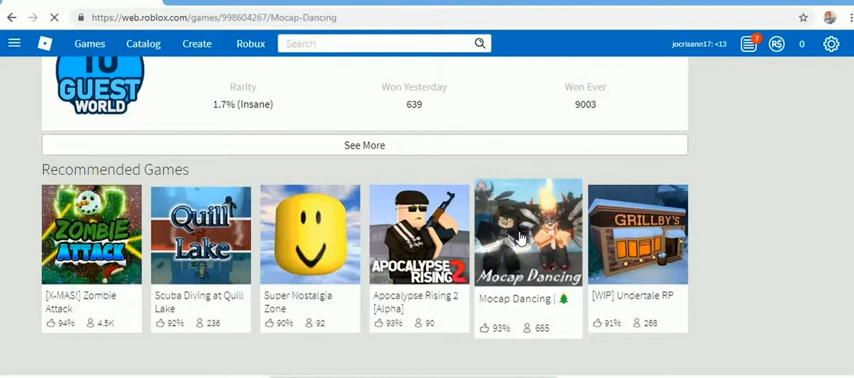 https://web.roblox.com/games/998604267/Mocap-Dancing
Games Catalog Create Robux Search jocrisann17: <13 7 R$ 0
10
GUEST
WORLD
Rarity Won Yesterday Won Ever
1.7% (Insane) 639 9003
See More
Recommended Games
ZOMBIE
ATTACK
Quill
Lake
APOCALYPSE
RISING 2
Mocap Dancing
GRILLBY'S
[X-MAS!] Zombie
Attack
94% 4.5K
Scuba Diving at Quill
Lake
92% 236
Super Nostalgia
Zone
90% 92
Apocalypse Rising 2
[Alpha]
93% 90
Mocap Dancing | 🌲
93% 665
[WIP] Undertale RP
91% 268